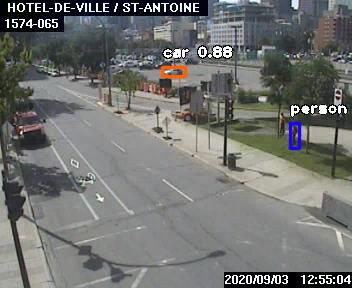 HOTEL-DE-VILLE / ST-ANTOINE
1574-065
car 0.88
person
2020/09/03 12:55:04